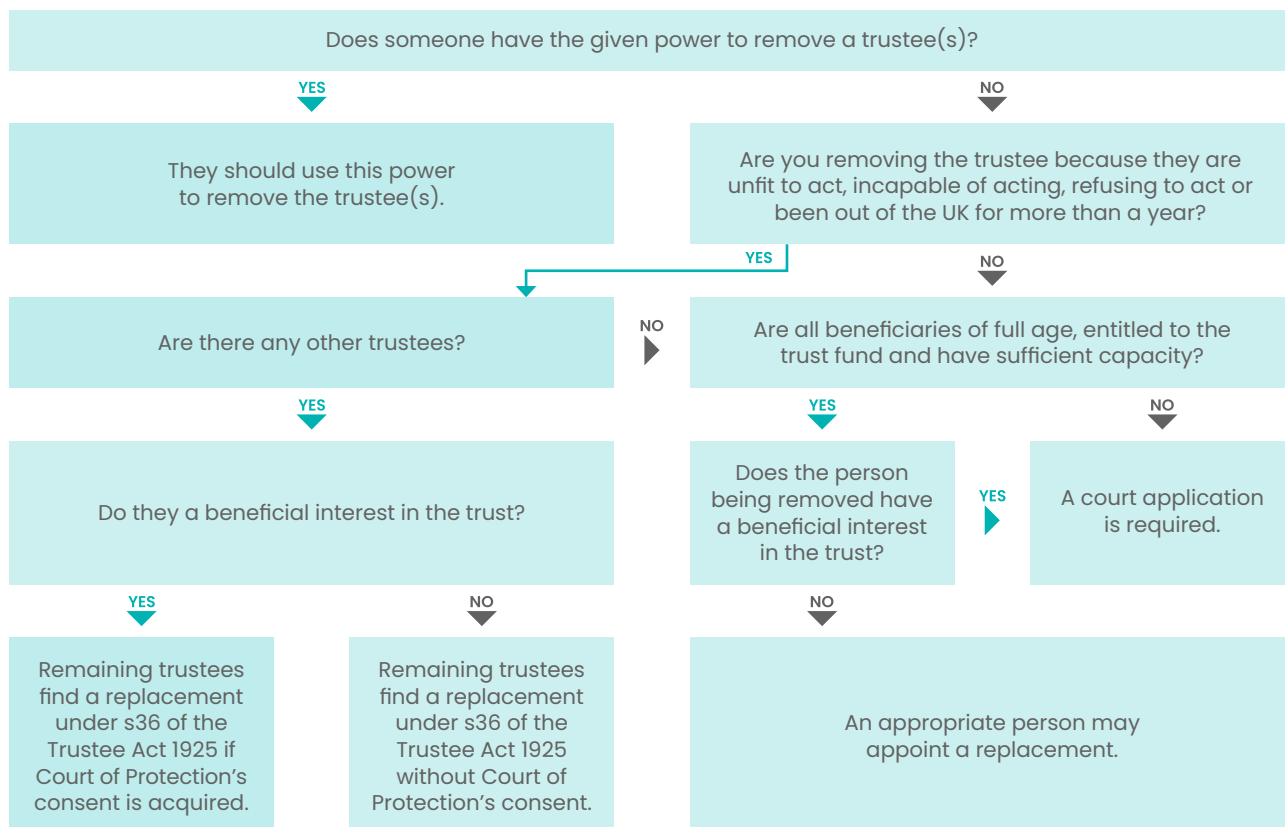 Does someone have the given power to remove a trustee(s)?
YES
NO
They should use this power
to remove the trustee(s).
Are you removing the trustee because they are
unfit to act, incapable of acting, refusing to act or
been out of the UK for more than a year?
YES
NO
Are there any other trustees?
NO
Are all beneficiaries of full age, entitled to the
trust fund and have sufficient capacity?
YES
YES
NO
Do they a beneficial interest in the trust?
Does the person
being removed have
a beneficial interest
in the trust?
YES
A court application
is required.
YES
NO
NO
Remaining trustees
find a replacement
under s36 of the
Trustee Act 1925 if
Court of Protection’s
consent is acquired.
Remaining trustees
find a replacement
under s36 of the
Trustee Act 1925
without Court of
Protection’s consent.
An appropriate person may
appoint a replacement.